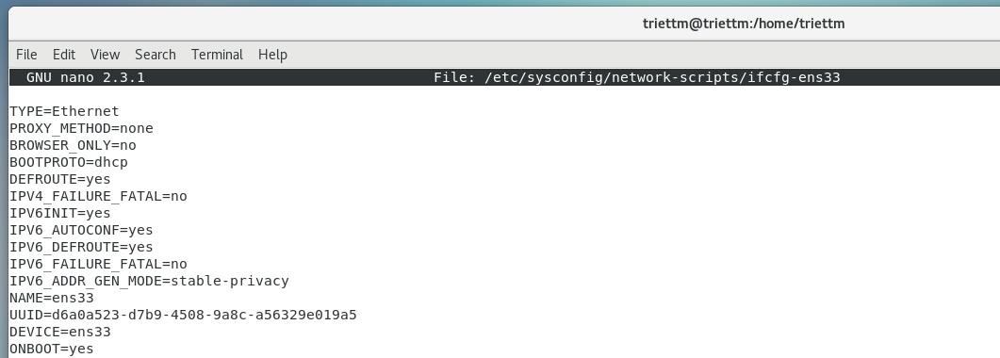 triettm@triettm:/home/triettm
File Edit View Search Terminal Help
GNU nano 2.3.1 File: /etc/sysconfig/network-scripts/ifcfg-ens33
TYPE=Ethernet
PROXY_METHOD=none
BROWSER_ONLY=no
BOOTPROTO=dhcp
DEFROUTE=yes
IPV4_FAILURE_FATAL=no
IPV6INIT=yes
IPV6_AUTOCONF=yes
IPV6_DEFROUTE=yes
IPV6_FAILURE_FATAL=no
IPV6_ADDR_GEN_MODE=stable-privacy
NAME=ens33
UUID=d6a0a523-d7b9-4508-9a8c-a56329e019a5
DEVICE=ens33
ONBOOT=yes